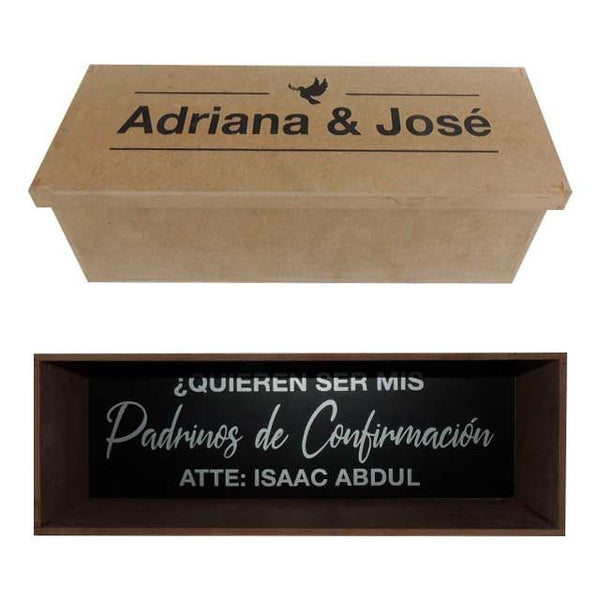 Adriana & José
¿QUIEREN SER MIS
Padrinos de Confirmación
ATTE: ISAAC ABDUL